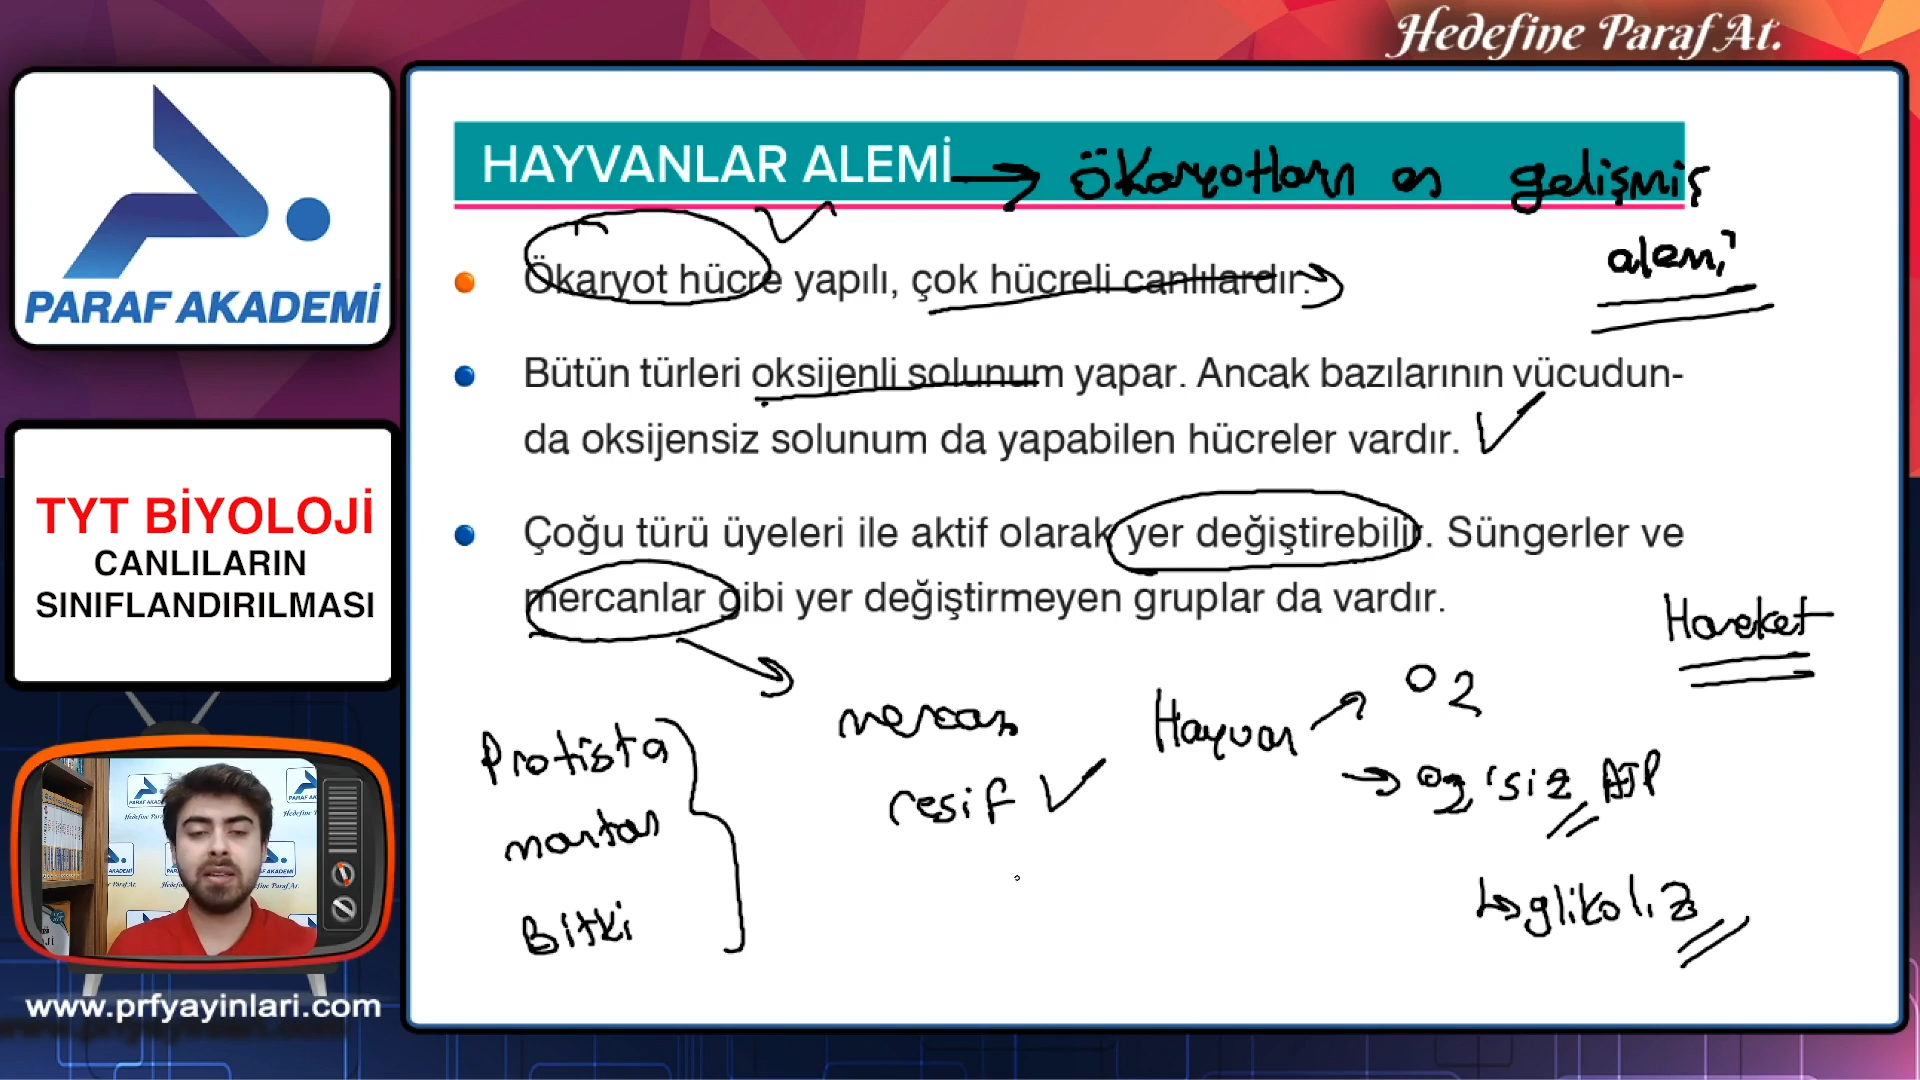 Hedefine Paraf At.
PARAF AKADEMİ
TYT BİYOLOJİ
CANLILARIN
SINIFLANDIRILMASI
www.prfyayinlari.com
HAYVANLAR ALEMİ → Ökaryotların en gelişmiş
alemi
Ökaryot hücre yapılı, çok hücreli canlılardır.
Bütün türleri oksijenli solunum yapar. Ancak bazılarının vücudun-
da oksijensiz solunum da yapabilen hücreler vardır.
Çoğu türü üyeleri ile aktif olarak yer değiştirebilir. Süngerler ve
mercanlar gibi yer değiştirmeyen gruplar da vardır.
Hareket
Protista
mantar
Bitki
mercan
resif
Hayvan → O2
→ O2'siz ATP
↳ glikoliz